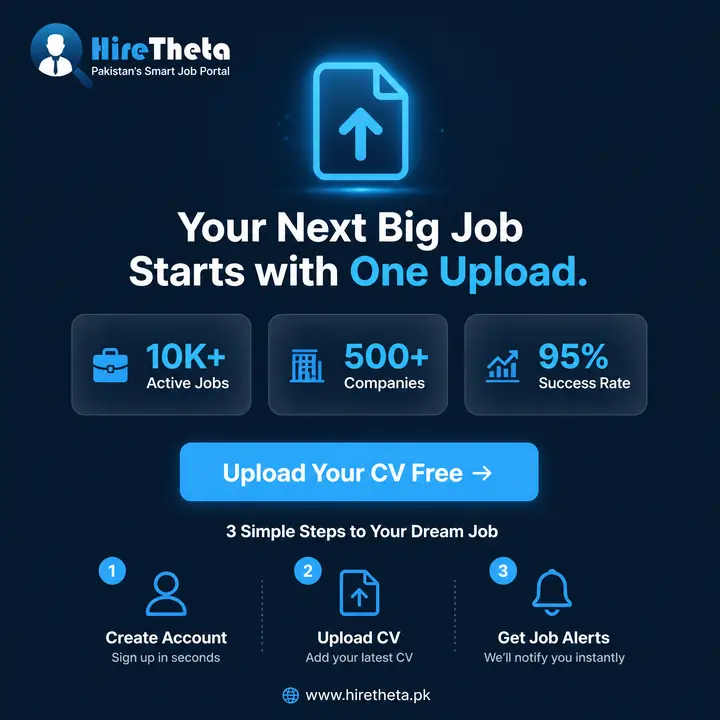 HireTheta
Pakistan's Smart Job Portal
Your Next Big Job
Starts with One Upload.
10K+
Active Jobs
500+
Companies
95%
Success Rate
Upload Your CV Free →
3 Simple Steps to Your Dream Job
1
Create Account
Sign up in seconds
2
Upload CV
Add your latest CV
3
Get Job Alerts
We'll notify you instantly
www.hiretheta.pk